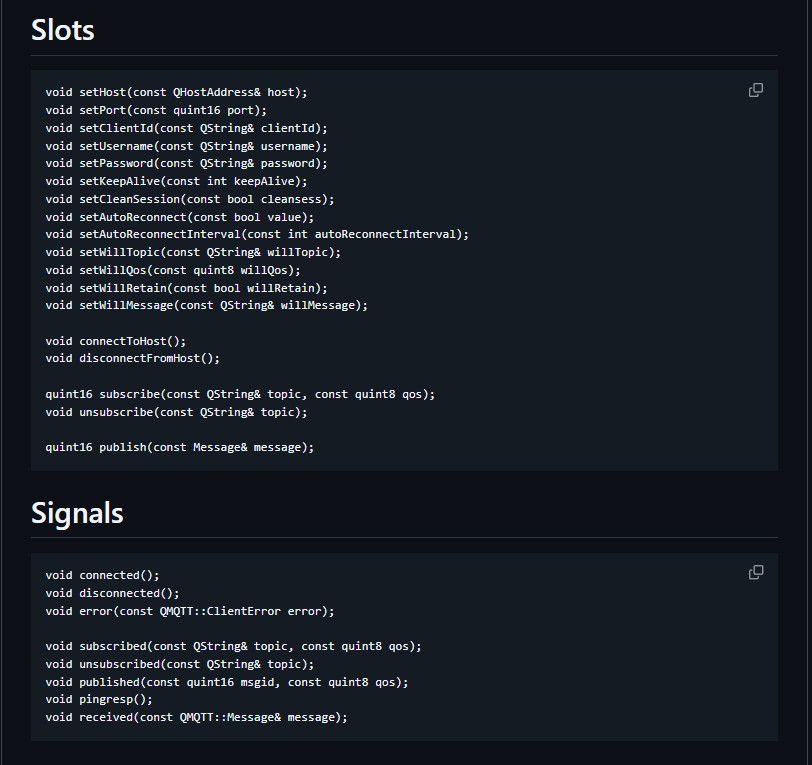 Slots
void setHost(const QHostAddress& host);
void setPort(const quint16 port);
void setClientId(const QString& clientId);
void setUsername(const QString& username);
void setPassword(const QString& password);
void setKeepAlive(const int keepAlive);
void setCleanSession(const bool cleansess);
void setAutoReconnect(const bool value);
void setAutoReconnectInterval(const int autoReconnectInterval);
void setWillTopic(const QString& willTopic);
void setWillQos(const quint8 willQos);
void setWillRetain(const bool willRetain);
void setWillMessage(const QString& willMessage);
void connectToHost();
void disconnectFromHost();
quint16 subscribe(const QString& topic, const quint8 qos);
void unsubscribe(const QString& topic);
quint16 publish(const Message& message);
Signals
void connected();
void disconnected();
void error(const QMQTT::ClientError error);
void subscribed(const QString& topic, const quint8 qos);
void unsubscribed(const QString& topic);
void published(const quint16 msgid, const quint8 qos);
void pingresp();
void received(const QMQTT::Message& message);